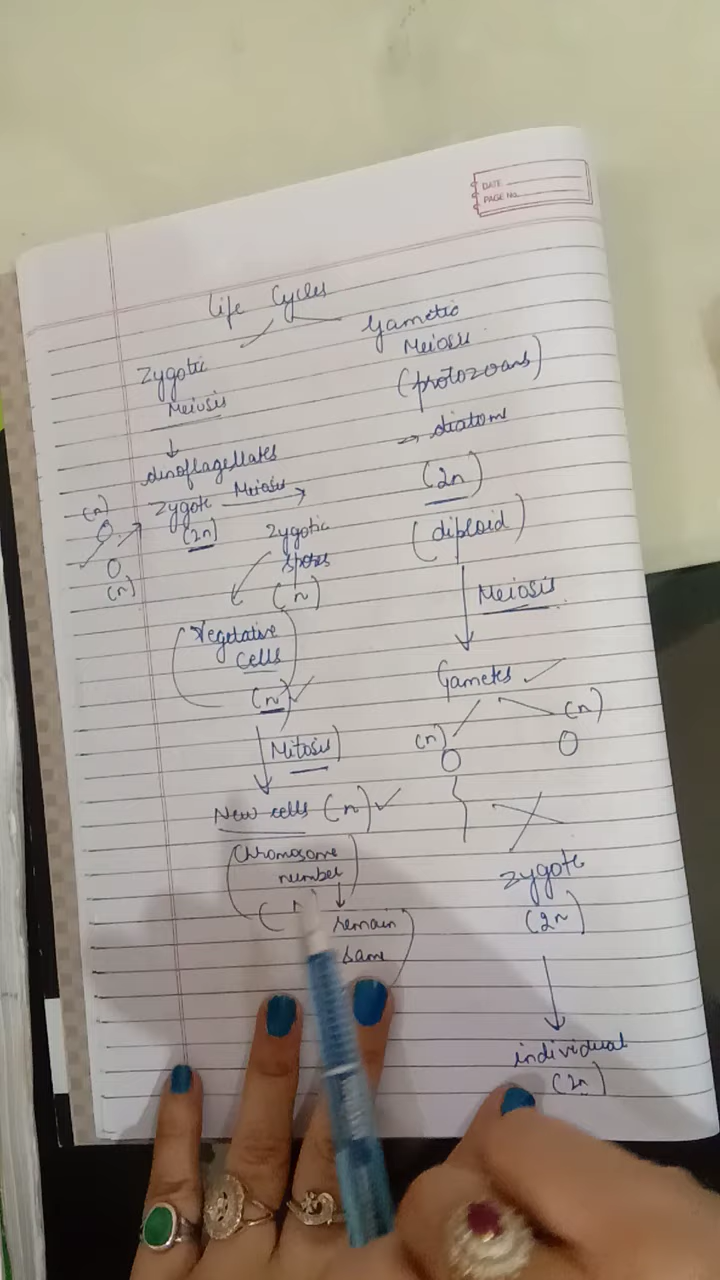 DATE
PAGE No.
Life Cycles
Zygotic
Meiosis
dinoflagellates
(n)
Zygote Meiosis
(2n)
(n)
Zygotic
spores
(n)
(Vegetative
cells
(n)
Mitosis)
New cells (n)
(Chromosome
number
remain
same
Gametic
Meiosis
(protozoans)
diatoms
(2n)
(diploid)
Meiosis
Gametes
(n) (n)
Zygote
(2n)
individual
(2n)